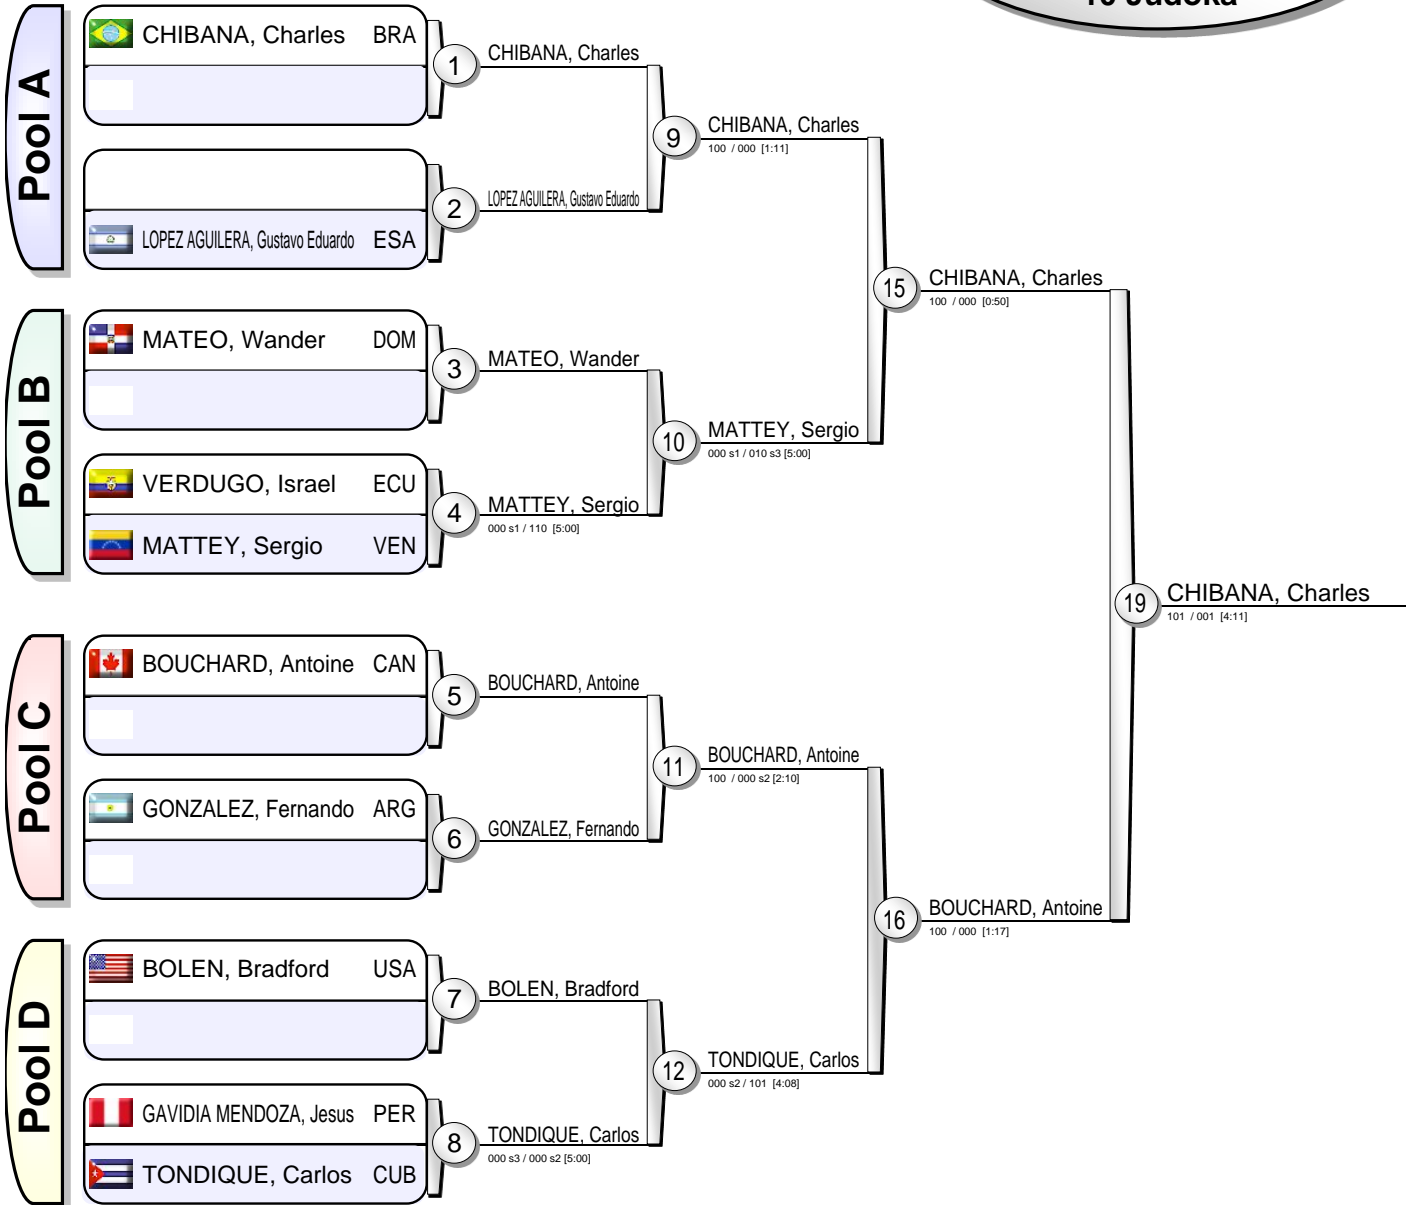 10 Judoka
Pool A
CHIBANA, Charles BRA
LOPEZ AGUILERA, Gustavo Eduardo ESA
Pool B
MATEO, Wander DOM
VERDUGO, Israel ECU
MATTEY, Sergio VEN
Pool C
BOUCHARD, Antoine CAN
GONZALEZ, Fernando ARG
Pool D
BOLEN, Bradford USA
GAVIDIA MENDOZA, Jesus PER
TONDIQUE, Carlos CUB
1 CHIBANA, Charles
2 LOPEZ AGUILERA, Gustavo Eduardo
3 MATEO, Wander
4 MATTEY, Sergio
000 s1 / 110 [5:00]
5 BOUCHARD, Antoine
6 GONZALEZ, Fernando
7 BOLEN, Bradford
8 TONDIQUE, Carlos
000 s3 / 000 s2 [5:00]
9 CHIBANA, Charles
100 / 000 [1:11]
10 MATTEY, Sergio
000 s1 / 010 s3 [5:00]
11 BOUCHARD, Antoine
100 / 000 s2 [2:10]
12 TONDIQUE, Carlos
000 s2 / 101 [4:08]
15 CHIBANA, Charles
100 / 000 [0:50]
16 BOUCHARD, Antoine
100 / 000 [1:17]
19 CHIBANA, Charles
101 / 001 [4:11]